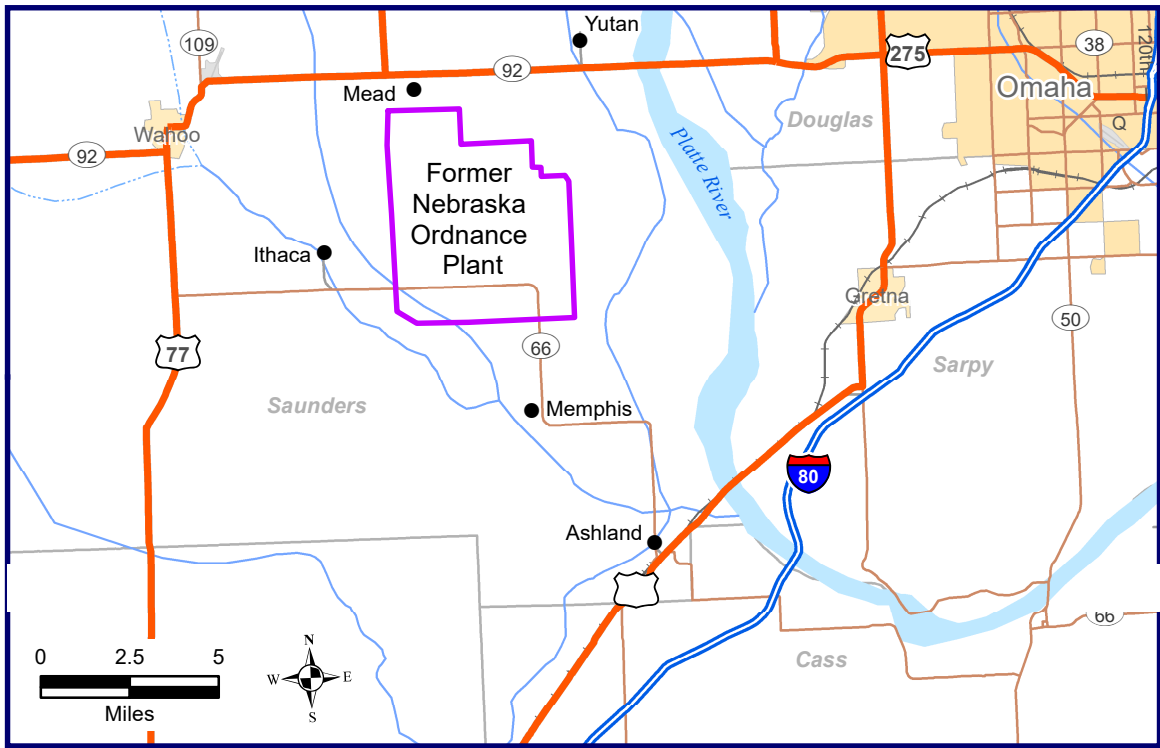 Yutan
109
275
38
120th
92
Omaha
Mead
Q
Douglas
Wahoo
92
Platte River
Former
Nebraska
Ordnance
Plant
Ithaca
Gretna
50
66
77
Sarpy
Saunders
Memphis
80
Ashland
66
N
0 2.5 5
W E
Cass
Miles
S